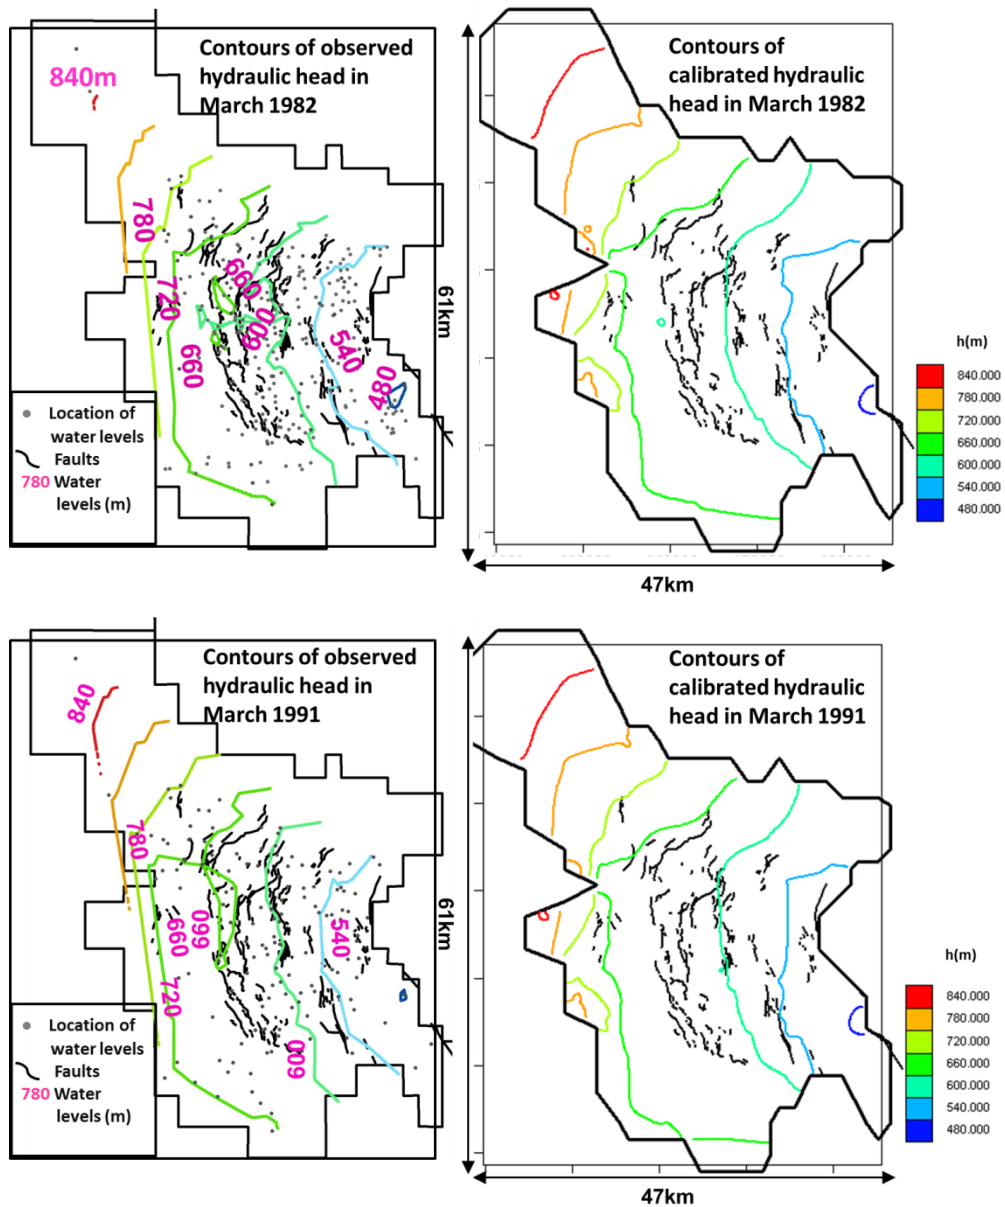 Contours of observed
hydraulic head in
March 1982
840m
780
720
660
660
600
540
480
Location of
water levels
Faults
780 Water
levels (m)
Contours of
calibrated hydraulic
head in March 1982
61km
47km
h(m)
840.000
780.000
720.000
660.000
600.000
540.000
480.000
Contours of observed
hydraulic head in
March 1991
840
780
660
660
720
540
600
Location of
water levels
Faults
780 Water
levels (m)
Contours of
calibrated hydraulic
head in March 1991
61km
47km
h(m)
840.000
780.000
720.000
660.000
600.000
540.000
480.000